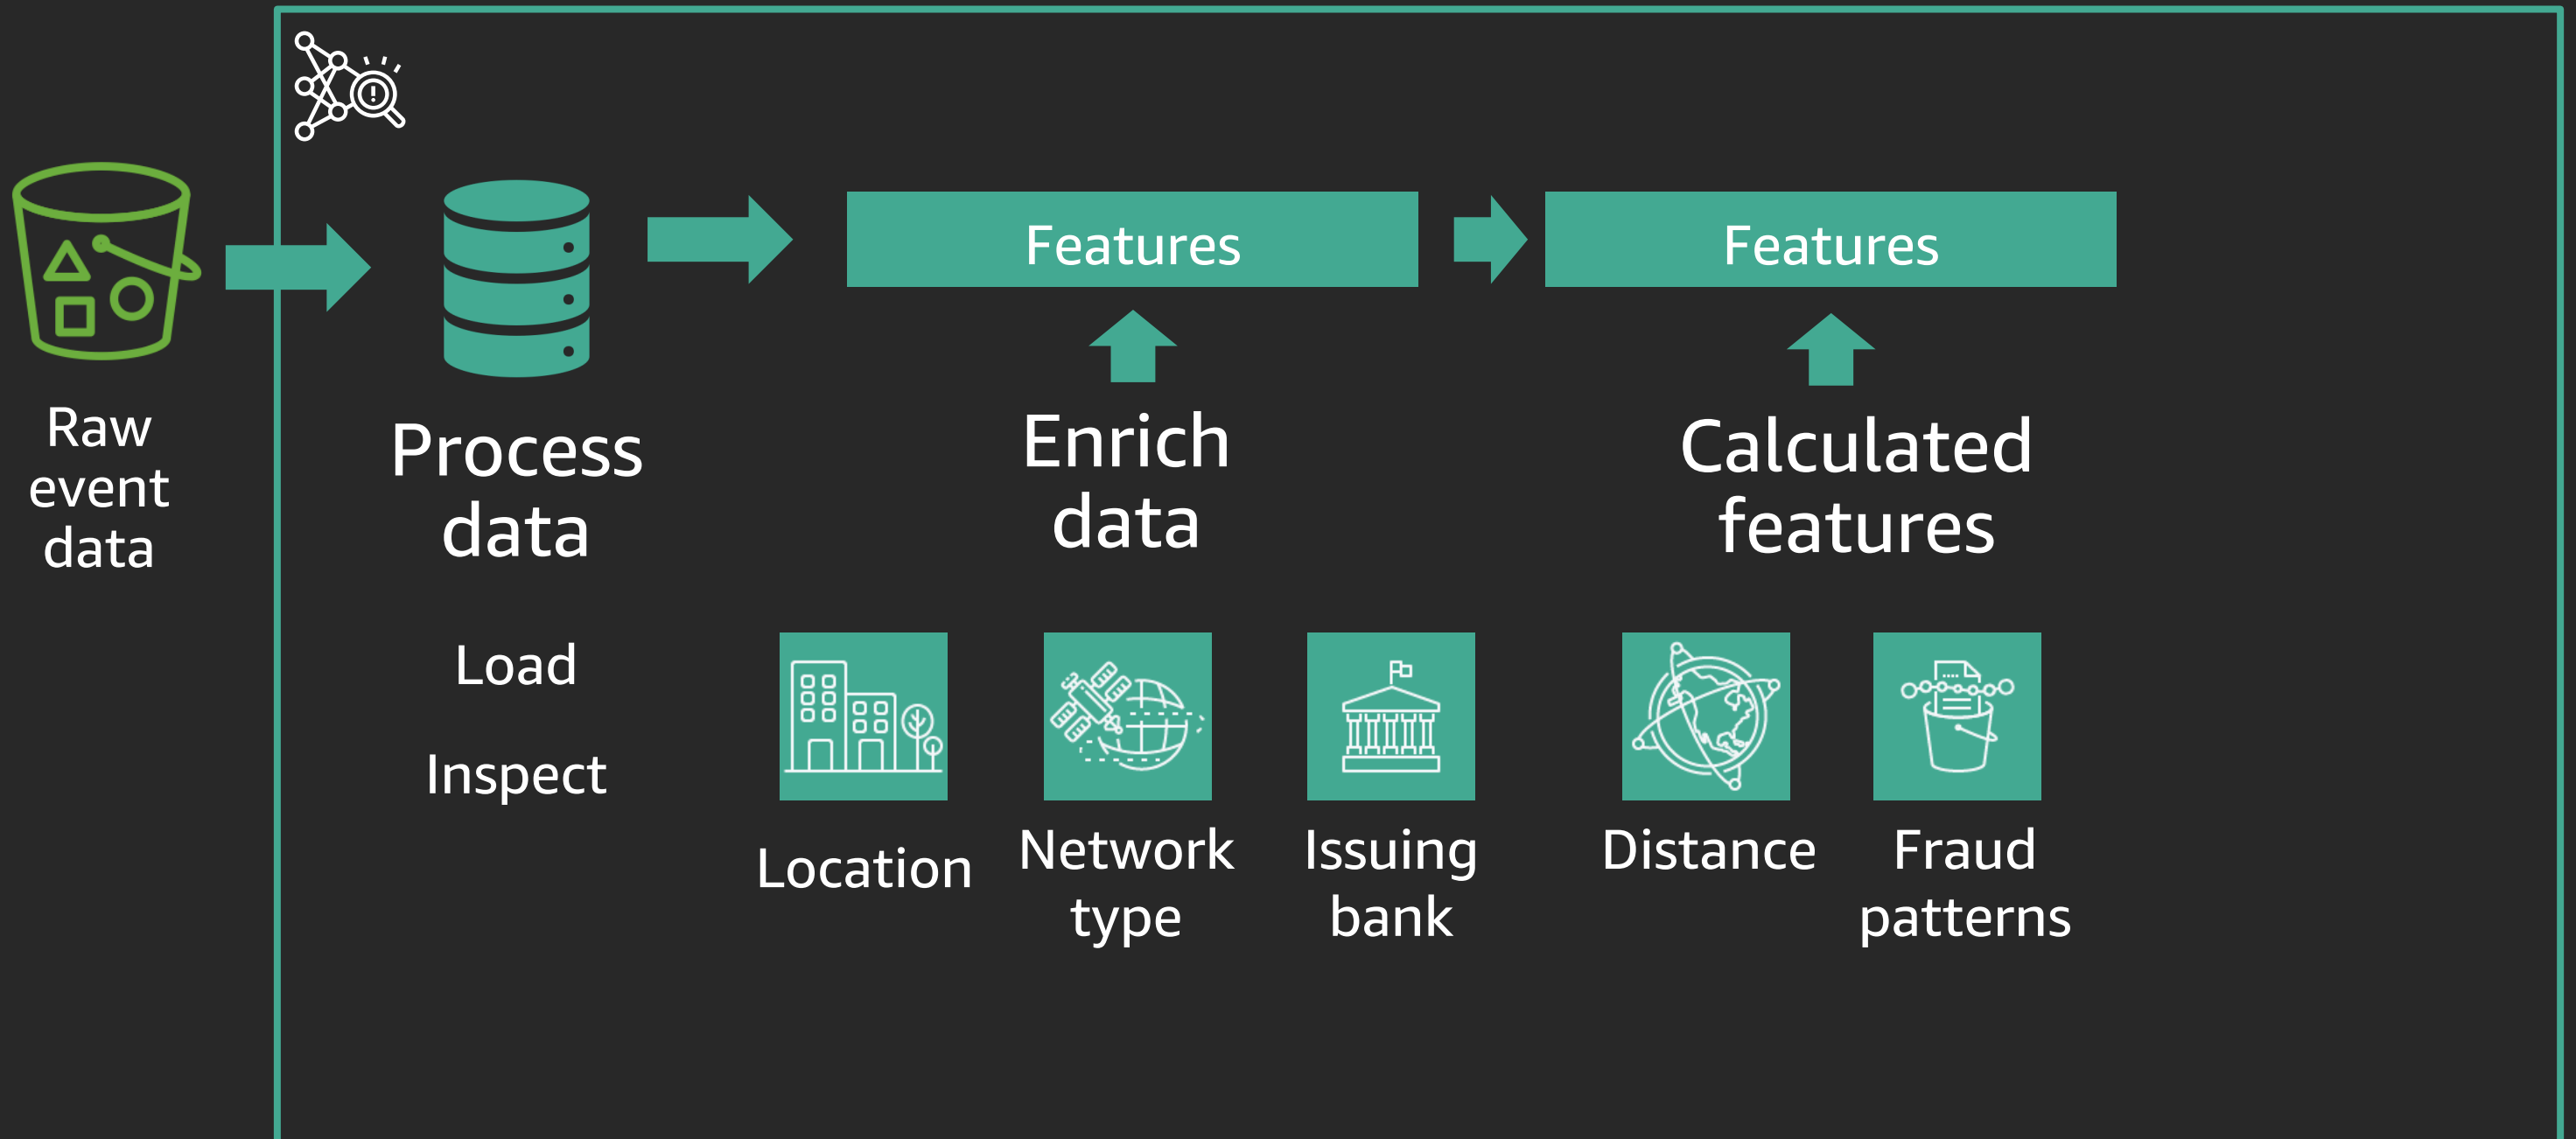 Raw
event
data
Process
data
Load
Inspect
Features
Enrich
data
Location
Network
type
Issuing
bank
Features
Calculated
features
Distance
Fraud
patterns